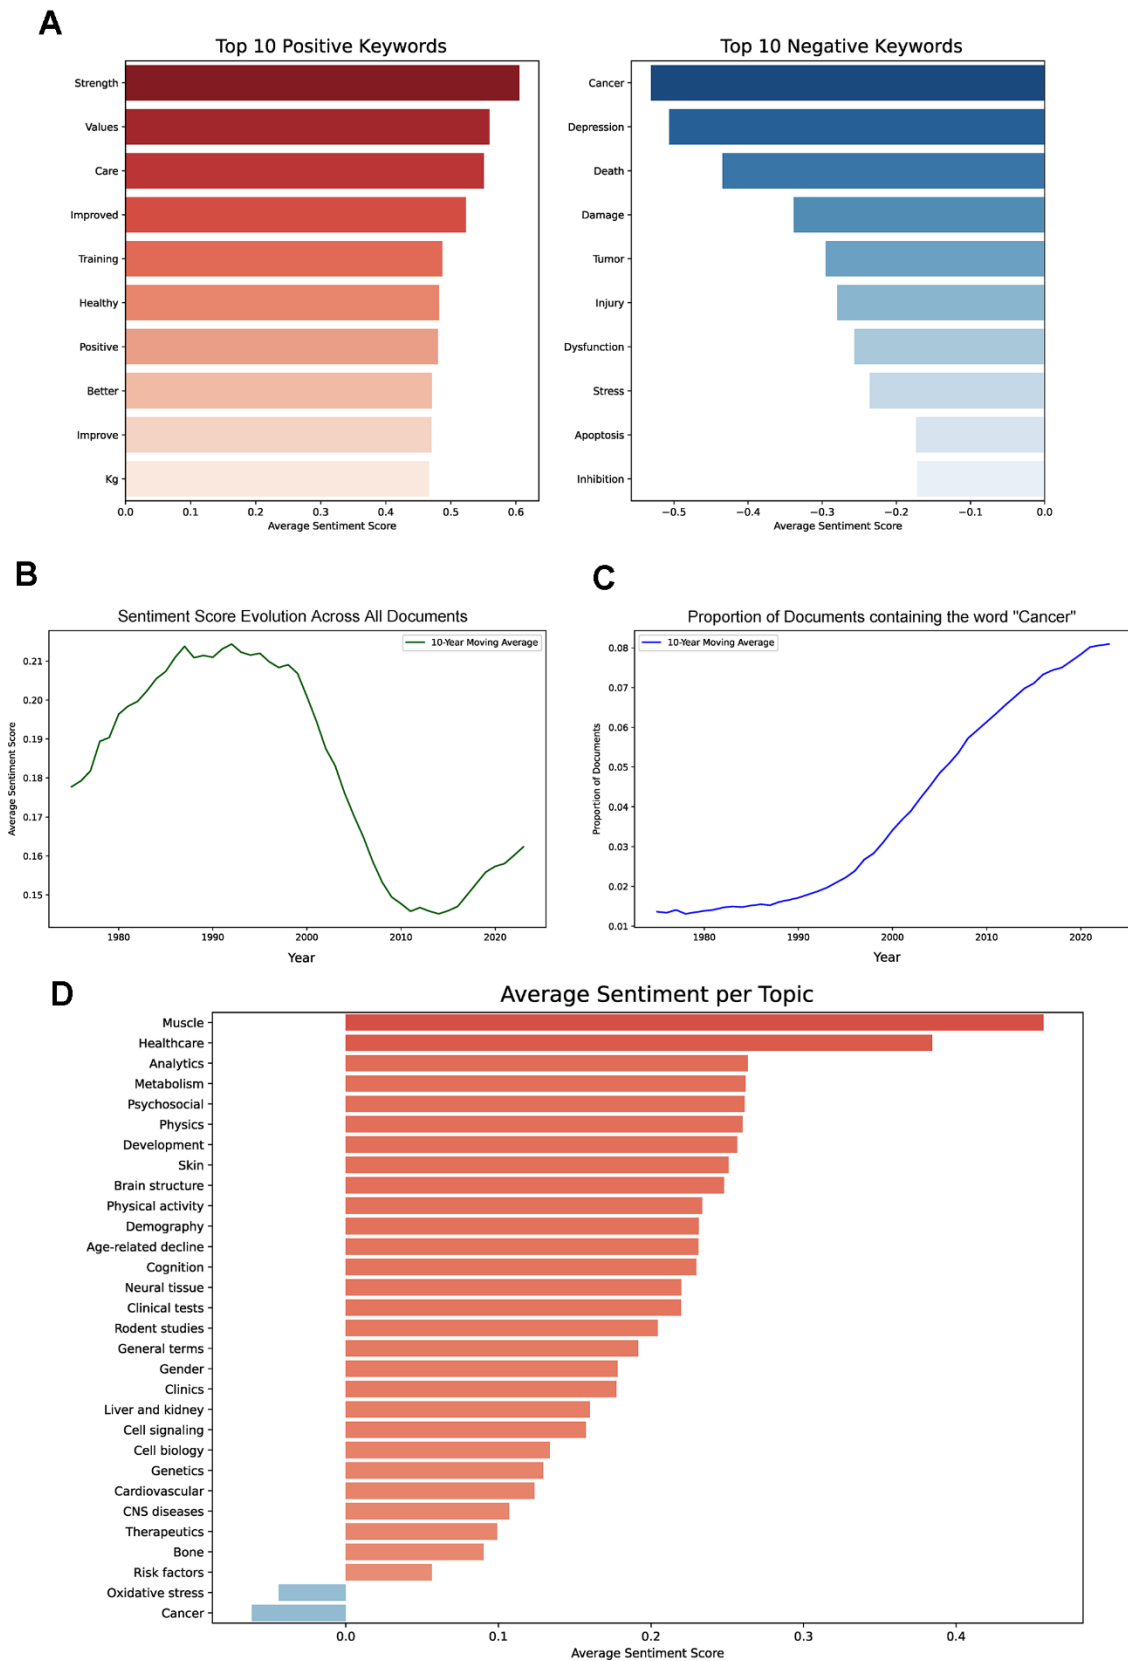 A
Top 10 Positive Keywords
Strength
Values
Care
Improved
Training
Healthy
Positive
Better
Improve
Kg
0.0 0.1 0.2 0.3 0.4 0.5 0.6
Average Sentiment Score
Top 10 Negative Keywords
Cancer
Depression
Death
Damage
Tumor
Injury
Dysfunction
Stress
Apoptosis
Inhibition
−0.5 −0.4 −0.3 −0.2 −0.1 0.0
Average Sentiment Score
B
Sentiment Score Evolution Across All Documents
10-Year Moving Average
Average Sentiment Score
0.21
0.20
0.19
0.18
0.17
0.16
0.15
1980 1990 2000 2010 2020
Year
C
Proportion of Documents containing the word "Cancer"
10-Year Moving Average
Proportion of Documents
0.08
0.07
0.06
0.05
0.04
0.03
0.02
0.01
1980 1990 2000 2010 2020
Year
D
Average Sentiment per Topic
Muscle
Healthcare
Analytics
Metabolism
Psychosocial
Physics
Development
Skin
Brain structure
Physical activity
Demography
Age-related decline
Cognition
Neural tissue
Clinical tests
Rodent studies
General terms
Gender
Clinics
Liver and kidney
Cell signaling
Cell biology
Genetics
Cardiovascular
CNS diseases
Therapeutics
Bone
Risk factors
Oxidative stress
Cancer
0.0 0.1 0.2 0.3 0.4
Average Sentiment Score